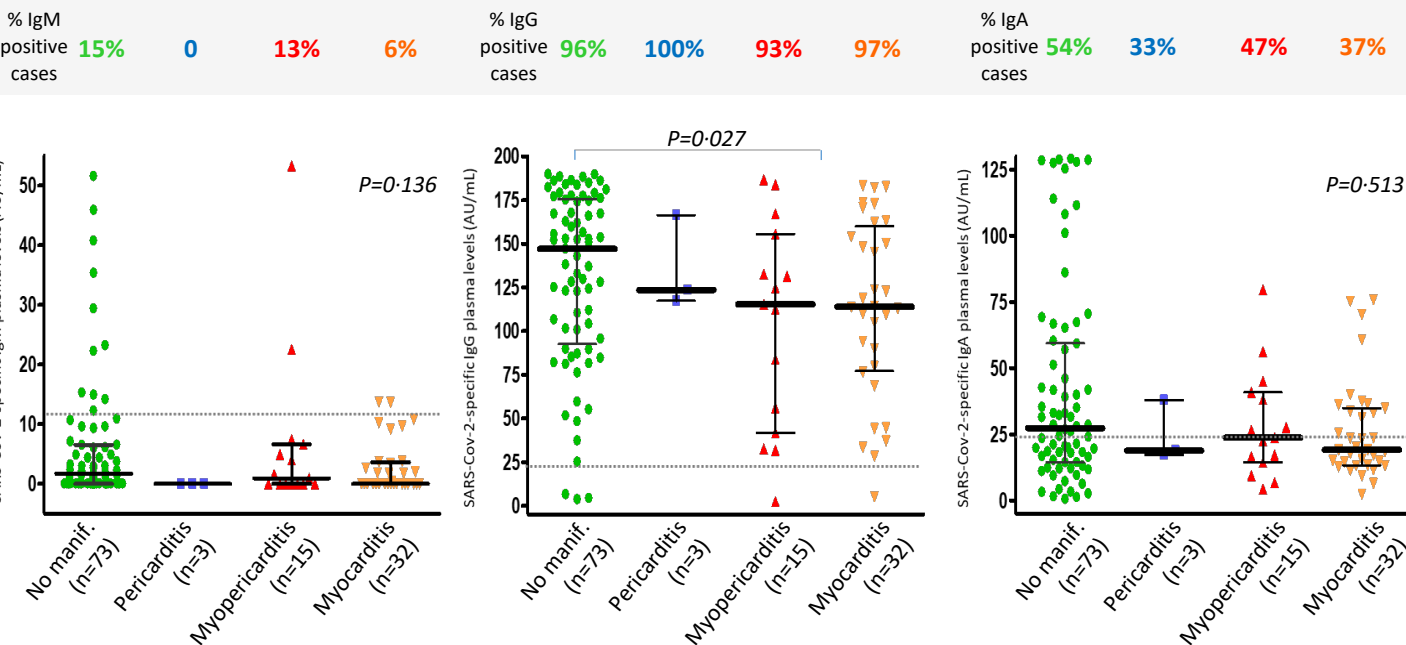 % IgM
positive
cases
15%
0
13%
6%
% IgG
positive
cases
96%
100%
93%
97%
% IgA
positive
cases
54%
33%
47%
37%
P=0·136
50
40
30
20
10
0
No manif.
(n=73)
Pericarditis
(n=3)
Myopericarditis
(n=15)
Myocarditis
(n=32)
P=0·027
SARS-Cov-2-specific IgG plasma levels (AU/mL)
200
175
150
125
100
75
50
25
0
No manif.
(n=73)
Pericarditis
(n=3)
Myopericarditis
(n=15)
Myocarditis
(n=32)
P=0·513
SARS-Cov-2-specific IgA plasma levels (AU/mL)
125
100
75
50
25
0
No manif.
(n=73)
Pericarditis
(n=3)
Myopericarditis
(n=15)
Myocarditis
(n=32)